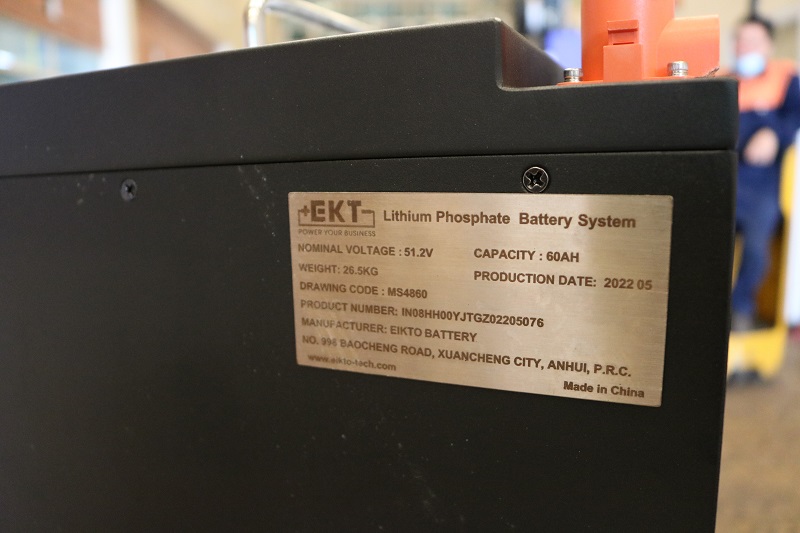 +EKT-
POWER YOUR BUSINESS
Lithium Phosphate Battery System
NOMINAL VOLTAGE : 51.2V CAPACITY : 60AH
WEIGHT: 26.5KG PRODUCTION DATE: 2022 05
DRAWING CODE : MS4860
PRODUCT NUMBER: IN08HH00YJTGZ02205076
MANUFACTURER: EIKTO BATTERY
NO. 996 BAOCHENG ROAD, XUANCHENG CITY, ANHUI, P.R.C.
www.eikto-tech.com
Made in China